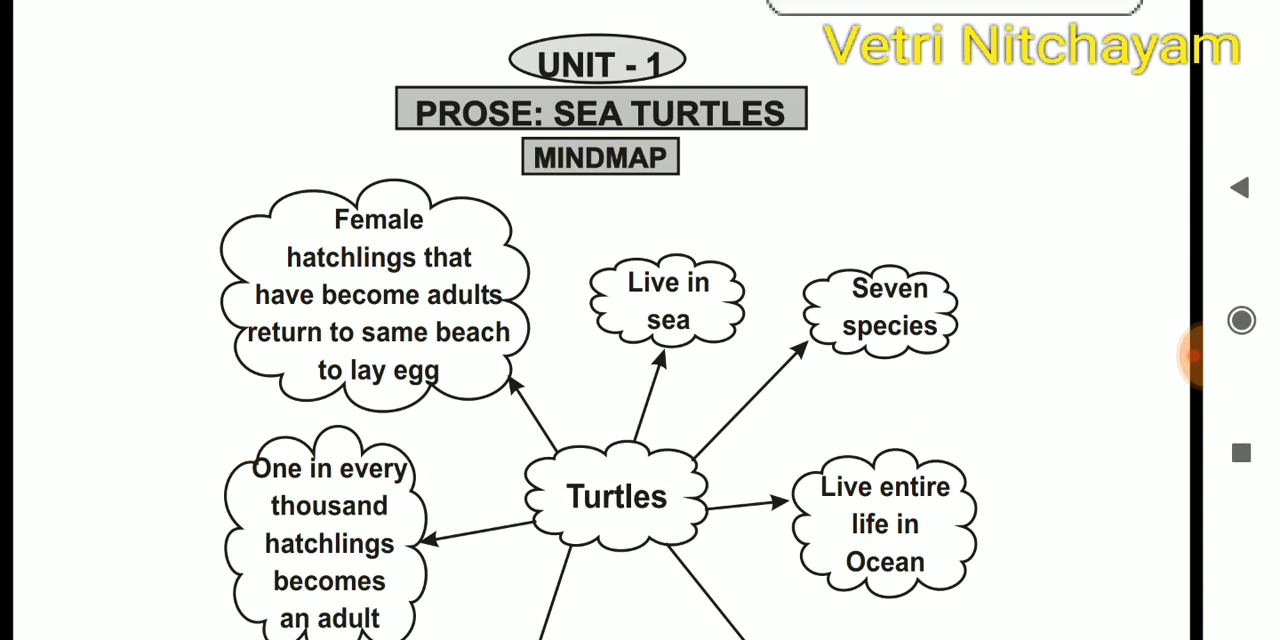 Vetri Nitchayam
UNIT - 1
PROSE: SEA TURTLES
MINDMAP
Female
hatchlings that
have become adults
return to same beach
to lay egg
Live in
sea
Seven
species
Turtles
Live entire
life in
Ocean
One in every
thousand
hatchlings
becomes
an adult